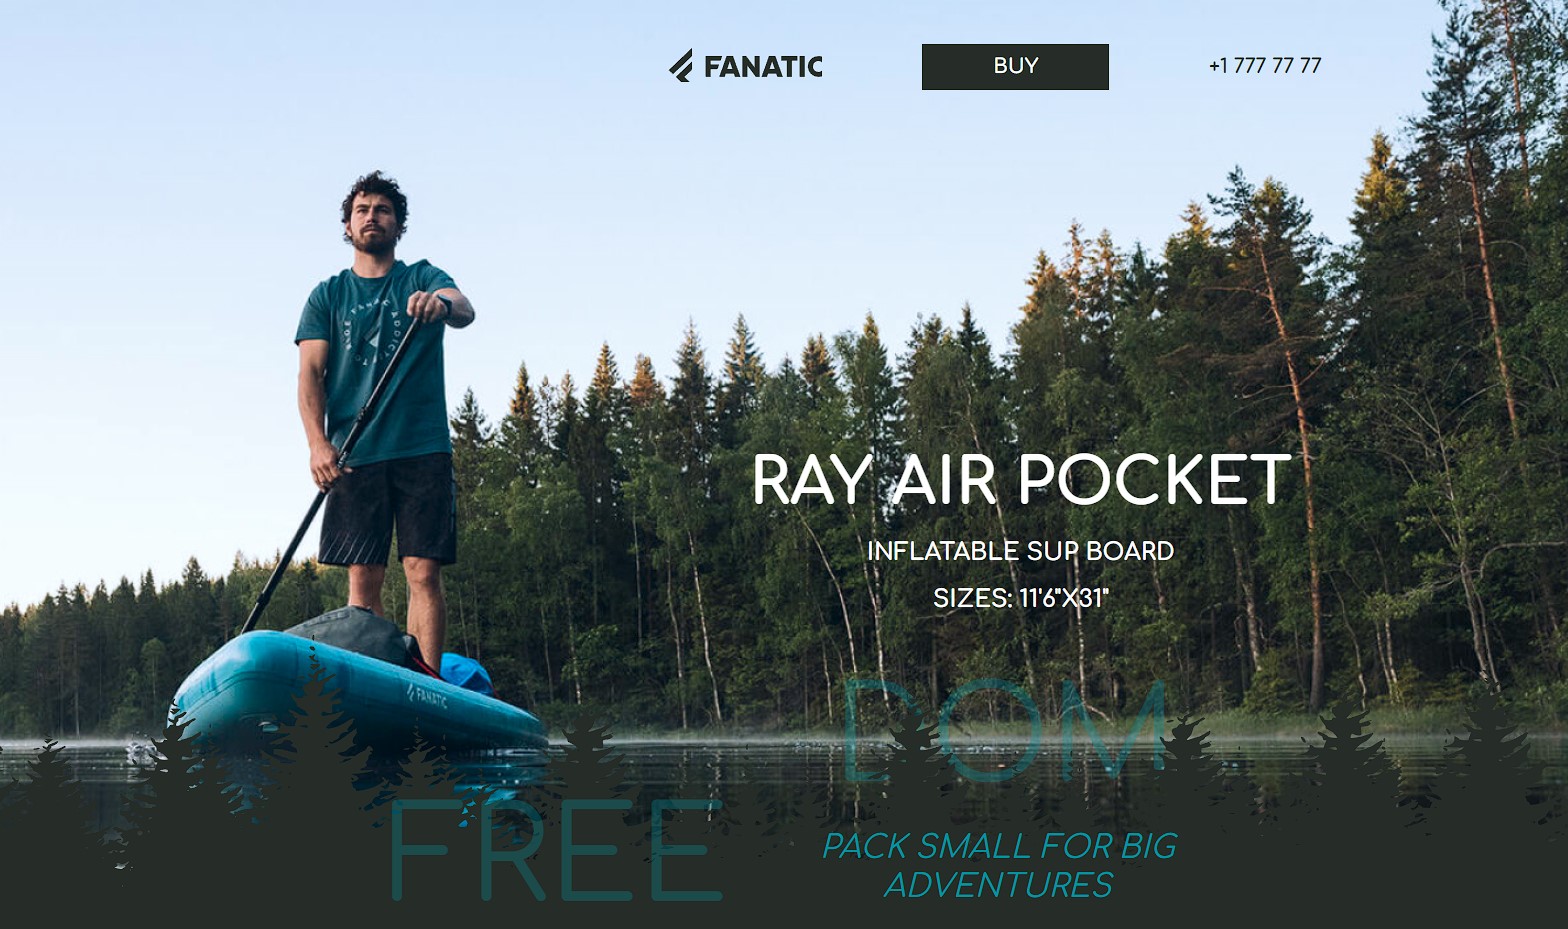 FANATIC
BUY
+1 777 77 77
RAY AIR POCKET
INFLATABLE SUP BOARD
SIZES: 11'6"X31"
FANATIC
DOM
FREE
PACK SMALL FOR BIG
ADVENTURES